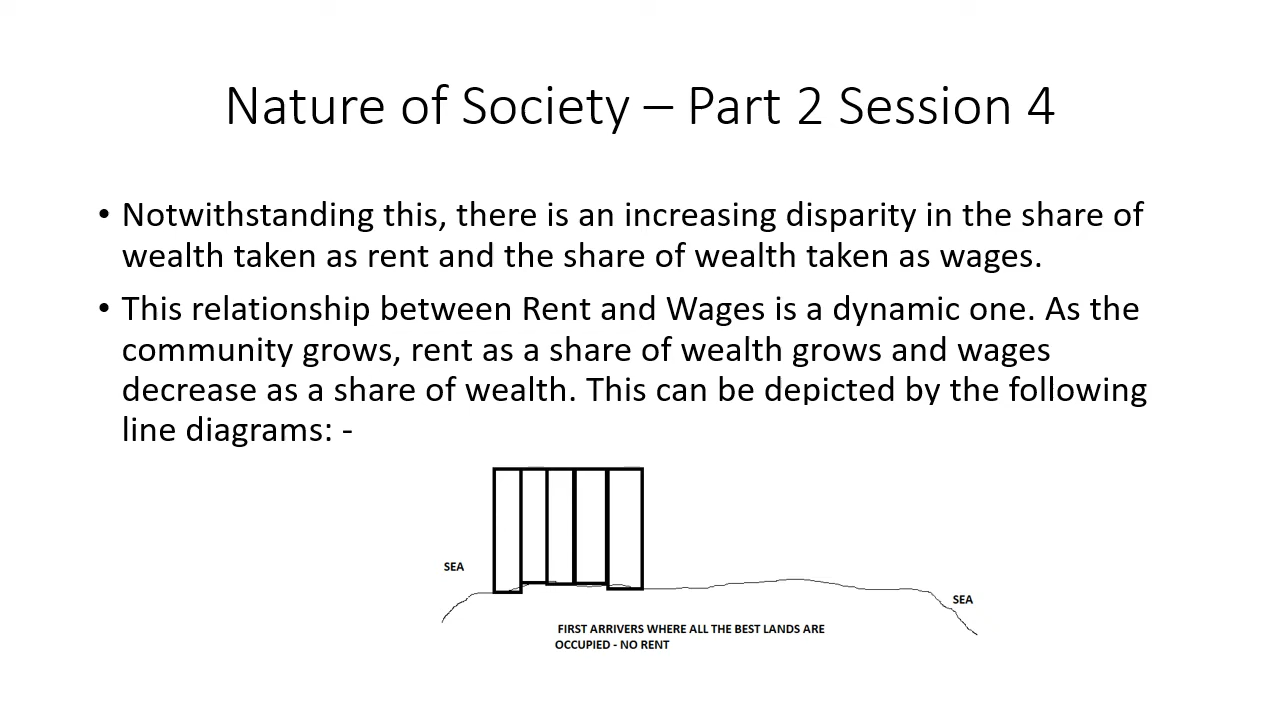 Nature of Society – Part 2 Session 4
• Notwithstanding this, there is an increasing disparity in the share of
wealth taken as rent and the share of wealth taken as wages.
• This relationship between Rent and Wages is a dynamic one. As the
community grows, rent as a share of wealth grows and wages
decrease as a share of wealth. This can be depicted by the following
line diagrams: -
SEA
SEA
FIRST ARRIVERS WHERE ALL THE BEST LANDS ARE
OCCUPIED - NO RENT